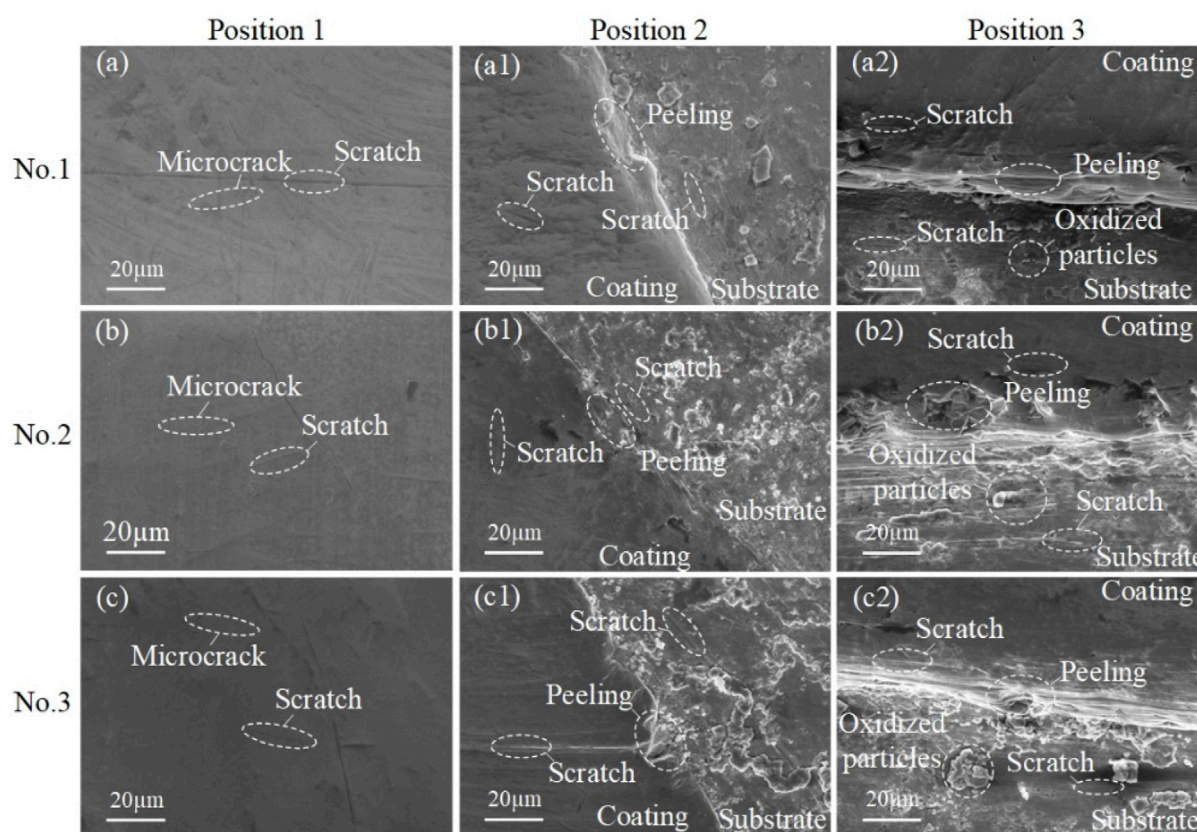 Position 1
Position 2
Position 3
No.1
(a)
Microcrack
Scratch
20μm
(a1)
Peeling
Scratch
Scratch
20μm
Coating
Substrate
(a2)
Coating
Scratch
Peeling
Scratch
Oxidized
particles
20μm
Substrate
No.2
(b)
Microcrack
Scratch
20μm
(b1)
Scratch
Scratch
Peeling
Substrate
20μm
Coating
(b2)
Coating
Scratch
Peeling
Oxidized
particles
Scratch
20μm
Substrate
No.3
(c)
Microcrack
Scratch
20μm
(c1)
Scratch
Peeling
Scratch
20μm
Coating
Substrate
(c2)
Coating
Scratch
Peeling
Oxidized
particles
Scratch
20μm
Substrate